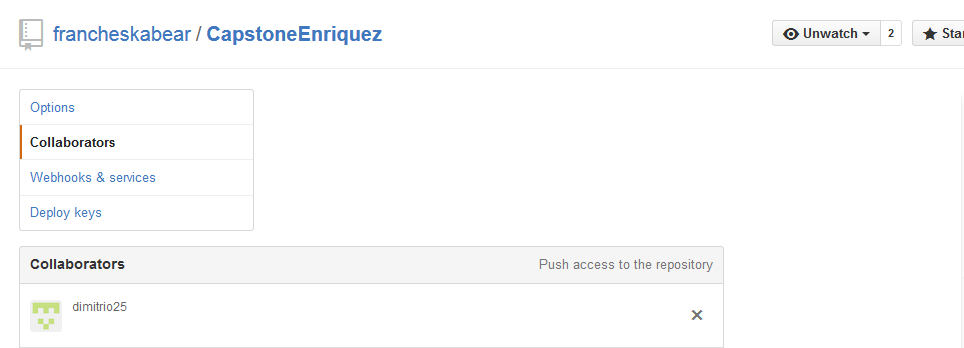 francheskabear / CapstoneEnriquez
Unwatch 2
Options
Collaborators
Webhooks & services
Deploy keys
Collaborators Push access to the repository
dimitrio25